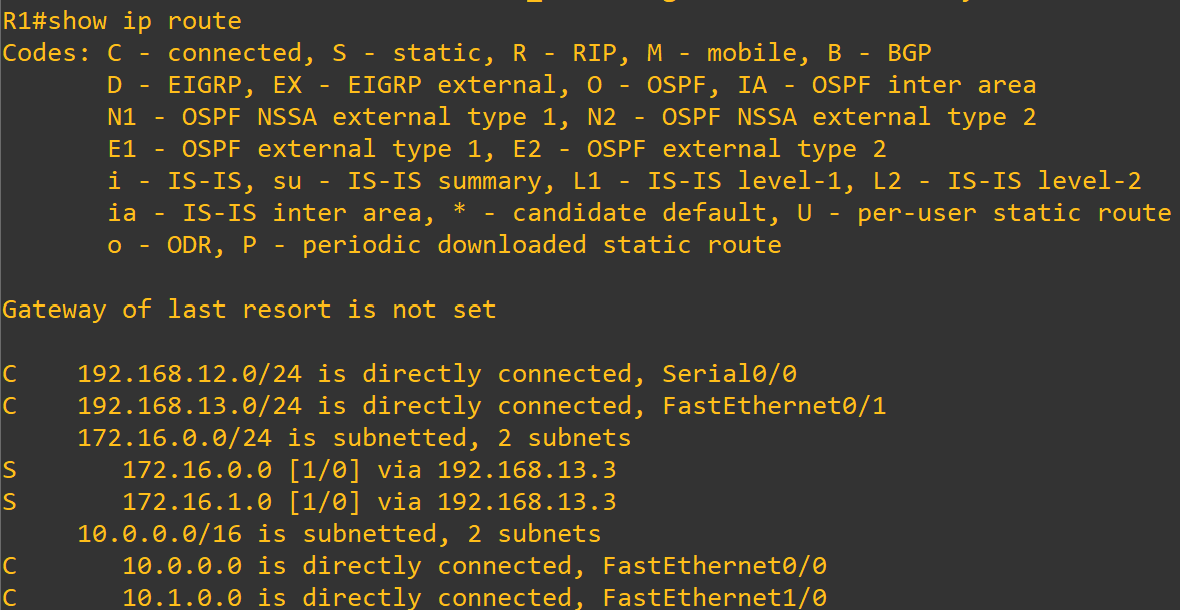 R1#show ip route
Codes: C - connected, S - static, R - RIP, M - mobile, B - BGP
       D - EIGRP, EX - EIGRP external, O - OSPF, IA - OSPF inter area
       N1 - OSPF NSSA external type 1, N2 - OSPF NSSA external type 2
       E1 - OSPF external type 1, E2 - OSPF external type 2
       i - IS-IS, su - IS-IS summary, L1 - IS-IS level-1, L2 - IS-IS level-2
       ia - IS-IS inter area, * - candidate default, U - per-user static route
       o - ODR, P - periodic downloaded static route

Gateway of last resort is not set

C    192.168.12.0/24 is directly connected, Serial0/0
C    192.168.13.0/24 is directly connected, FastEthernet0/1
     172.16.0.0/24 is subnetted, 2 subnets
S       172.16.0.0 [1/0] via 192.168.13.3
S       172.16.1.0 [1/0] via 192.168.13.3
     10.0.0.0/16 is subnetted, 2 subnets
C       10.0.0.0 is directly connected, FastEthernet0/0
C       10.1.0.0 is directly connected, FastEthernet1/0